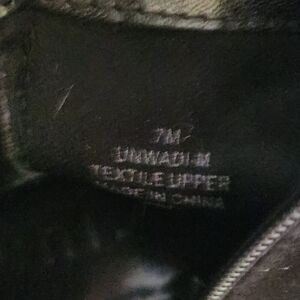 7M
UNWADI-M
TEXTILE UPPER
MADE IN CHINA